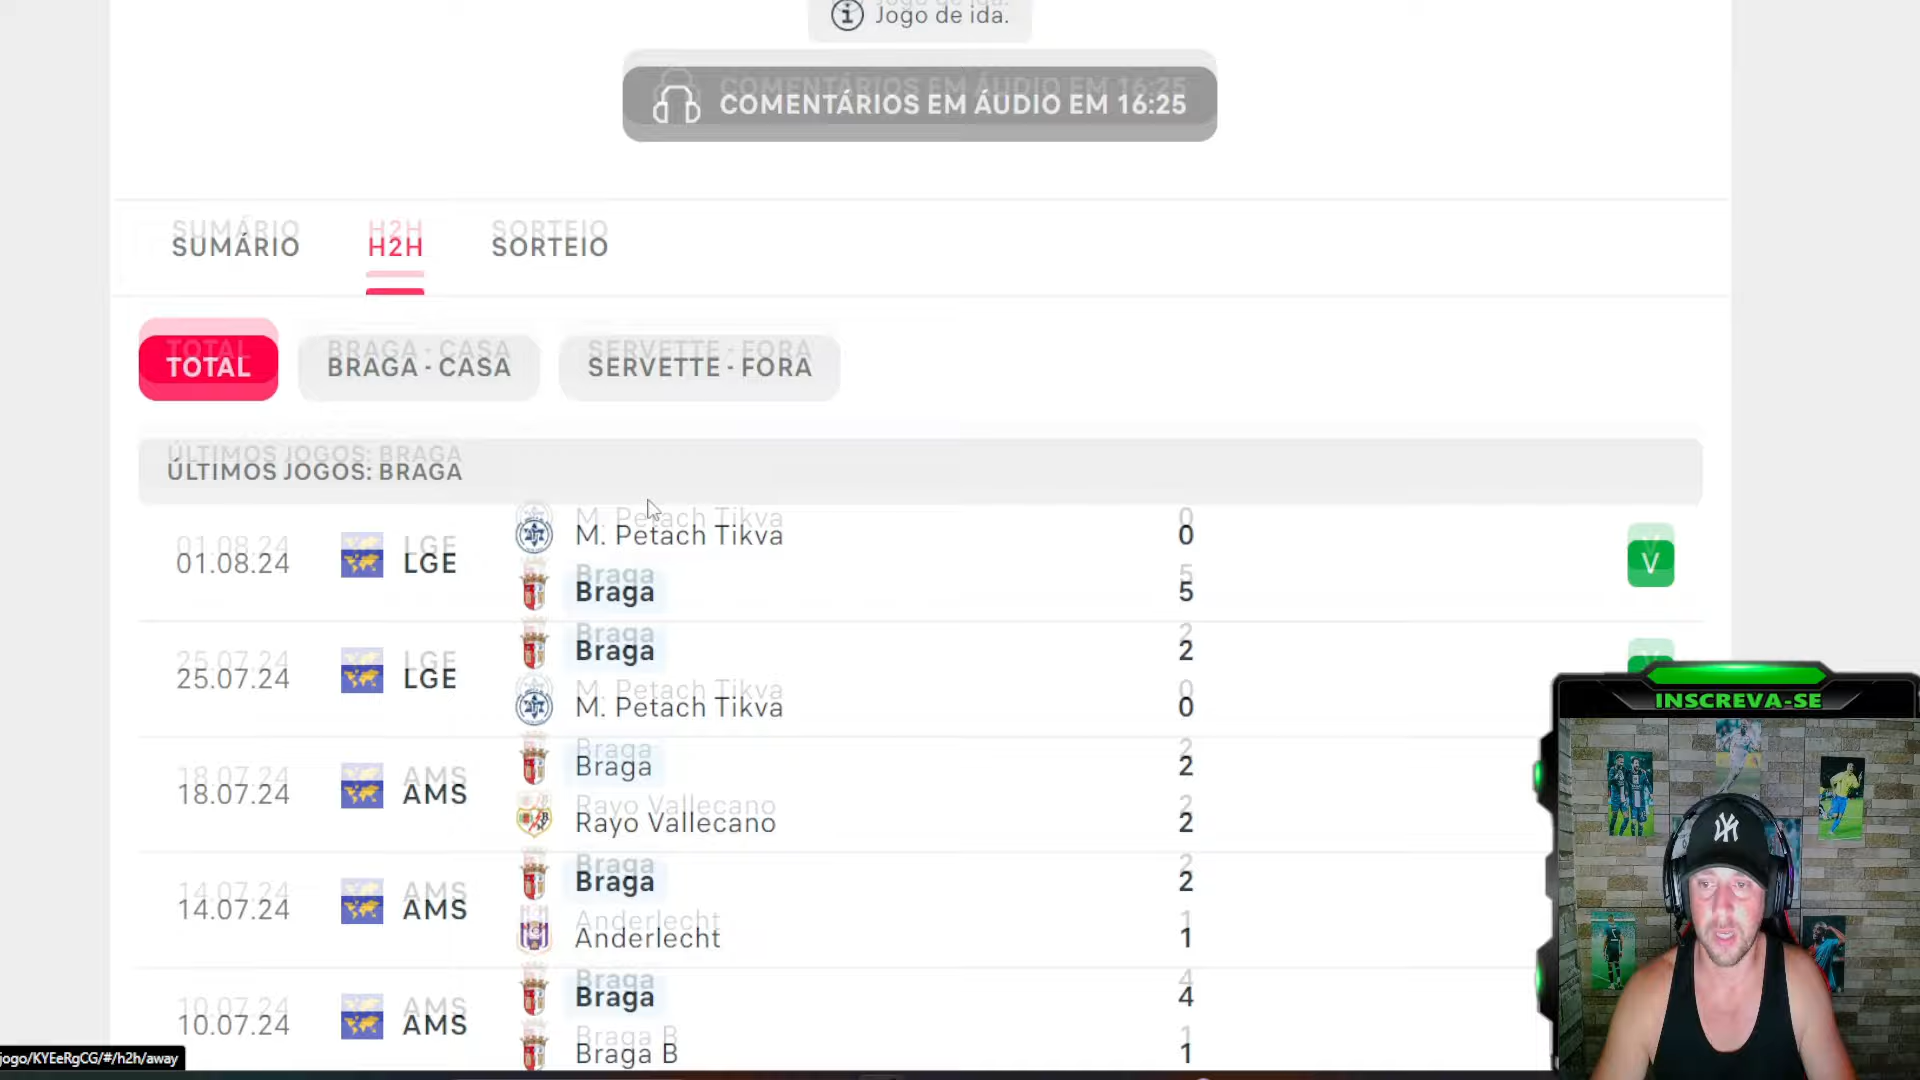 Jogo de ida.
COMENTÁRIOS EM ÁUDIO EM 16:25
SUMÁRIO H2H SORTEIO
TOTAL BRAGA - CASA SERVETTE - FORA
ÚLTIMOS JOGOS: BRAGA
01.08.24 LGE M. Petach Tikva 0
Braga 5 V
25.07.24 LGE Braga 2
M. Petach Tikva 0
18.07.24 AMS Braga 2
Rayo Vallecano 2
14.07.24 AMS Braga 2
Anderlecht 1
10.07.24 AMS Braga 4
Braga B 1
INSCREVA-SE
jogo/KYEeRgCG/#/h2h/away